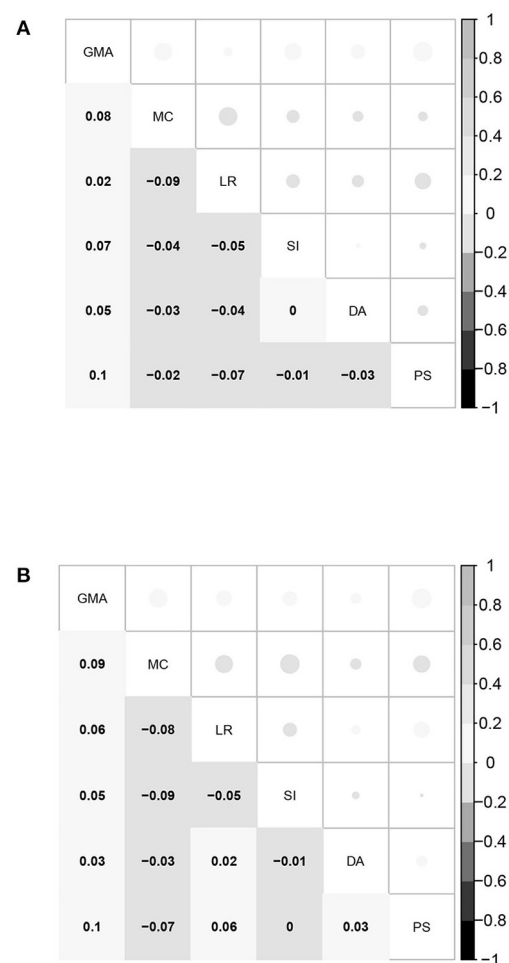 A
GMA
0.08 MC
0.02 −0.09 LR
0.07 −0.04 −0.05 SI
0.05 −0.03 −0.04 0 DA
0.1 −0.02 −0.07 −0.01 −0.03 PS
1
0.8
0.6
0.4
0.2
0
−0.2
−0.4
−0.6
−0.8
−1
B
GMA
0.09 MC
0.06 −0.08 LR
0.05 −0.09 −0.05 SI
0.03 −0.03 0.02 −0.01 DA
0.1 −0.07 0.06 0 0.03 PS
1
0.8
0.6
0.4
0.2
0
−0.2
−0.4
−0.6
−0.8
−1